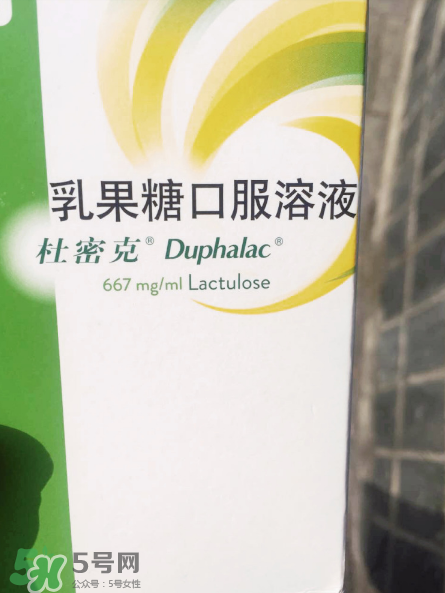 乳果糖口服溶液
杜密克® Duphalac®
667 mg/ml Lactulose
5号网
公众号：5号女性